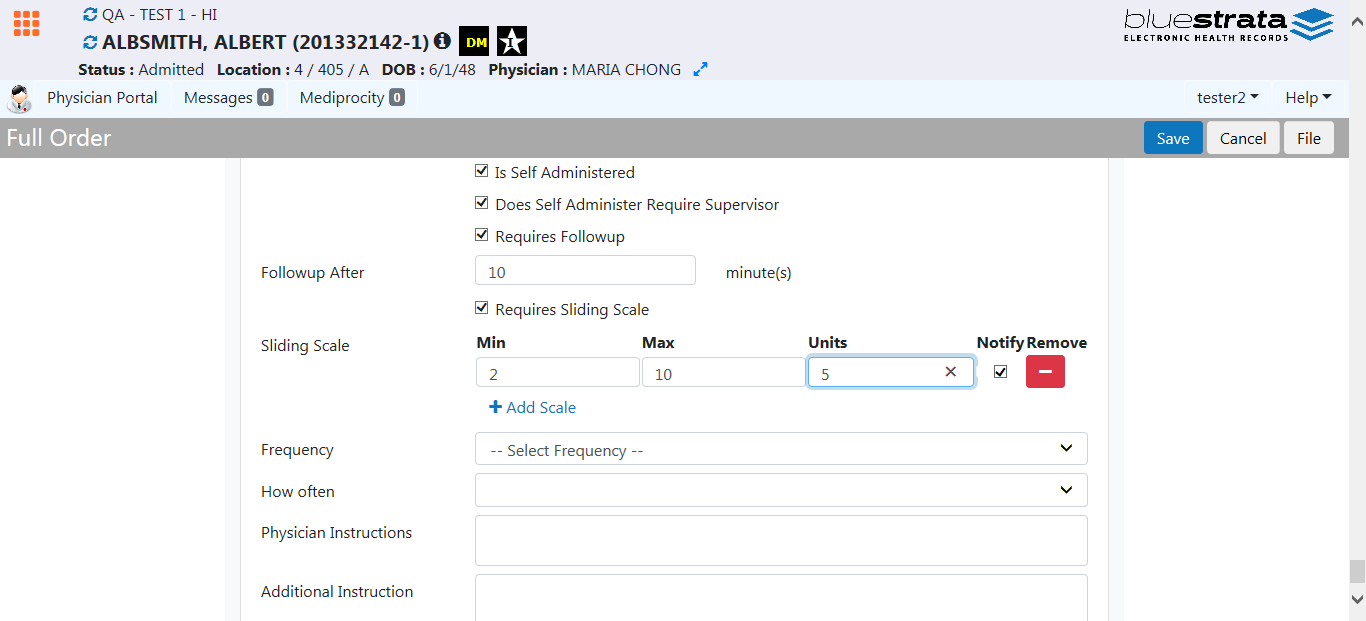 QA - TEST 1 - HI
ALBSMITH, ALBERT (201332142-1) DM 1
Status : Admitted Location : 4 / 405 / A DOB : 6/1/48 Physician : MARIA CHONG
bluestrata
ELECTRONIC HEALTH RECORDS
Physician Portal Messages 0 Mediprocity 0 tester2 Help
Full Order Save Cancel File
Is Self Administered
Does Self Administer Require Supervisor
Requires Followup
Followup After 10 minute(s)
Requires Sliding Scale
Sliding Scale Min Max Units Notify Remove
2 10 5
Add Scale
Frequency -- Select Frequency --
How often
Physician Instructions
Additional Instruction